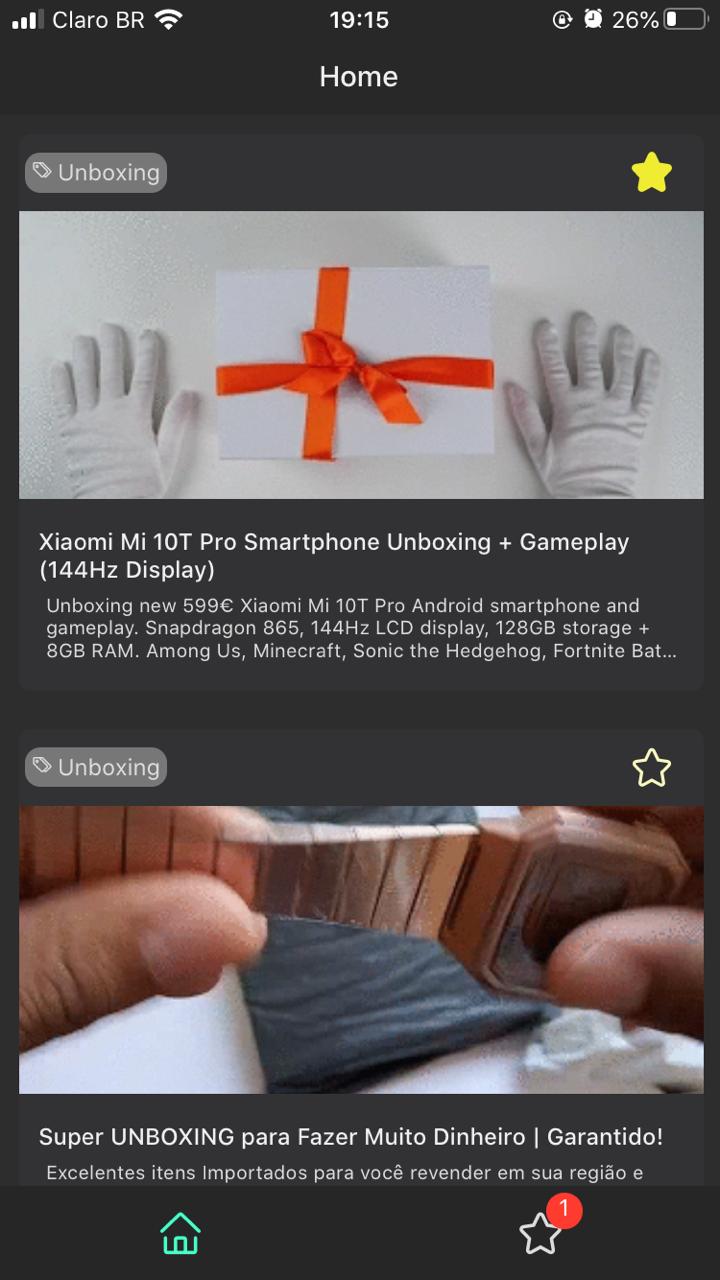 Claro BR
19:15
26%
Home
Unboxing
Xiaomi Mi 10T Pro Smartphone Unboxing + Gameplay
(144Hz Display)
Unboxing new 599€ Xiaomi Mi 10T Pro Android smartphone and
gameplay. Snapdragon 865, 144Hz LCD display, 128GB storage +
8GB RAM. Among Us, Minecraft, Sonic the Hedgehog, Fortnite Bat...
Unboxing
Super UNBOXING para Fazer Muito Dinheiro | Garantido!
Excelentes itens Importados para você revender em sua região e
1